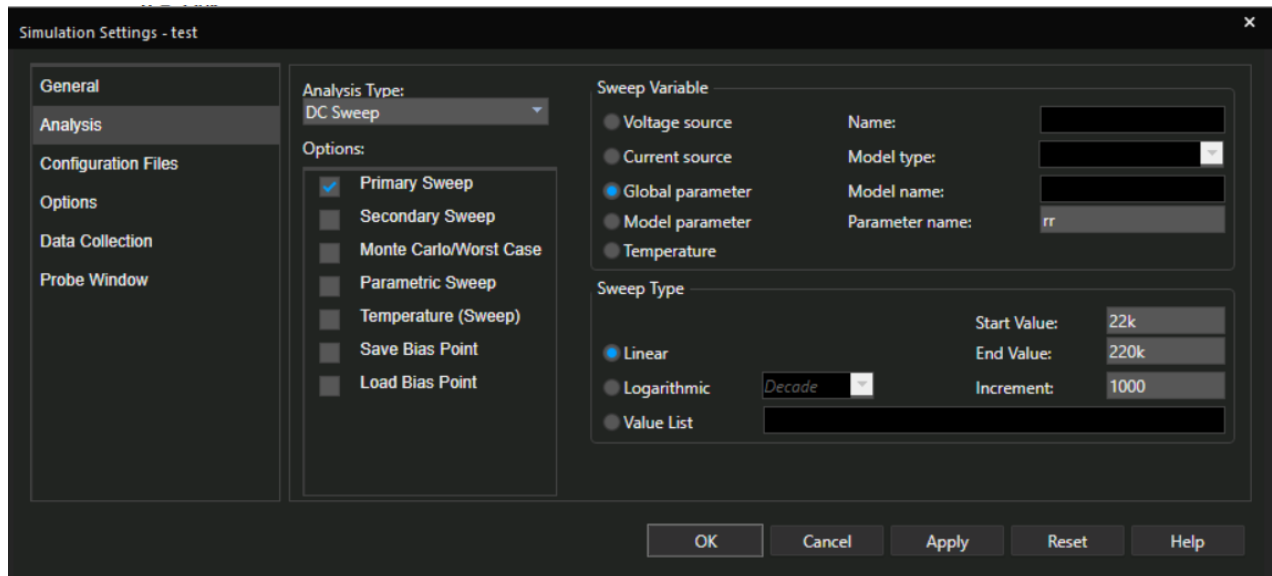 Simulation Settings - test
×
General
Analysis
Configuration Files
Options
Data Collection
Probe Window
Analysis Type:
DC Sweep
Options:
Primary Sweep
Secondary Sweep
Monte Carlo/Worst Case
Parametric Sweep
Temperature (Sweep)
Save Bias Point
Load Bias Point
Sweep Variable
Voltage source Name:
Current source Model type:
Global parameter Model name:
Model parameter Parameter name: rr
Temperature
Sweep Type
Start Value: 22k
Linear End Value: 220k
Logarithmic Decade Increment: 1000
Value List
OK Cancel Apply Reset Help